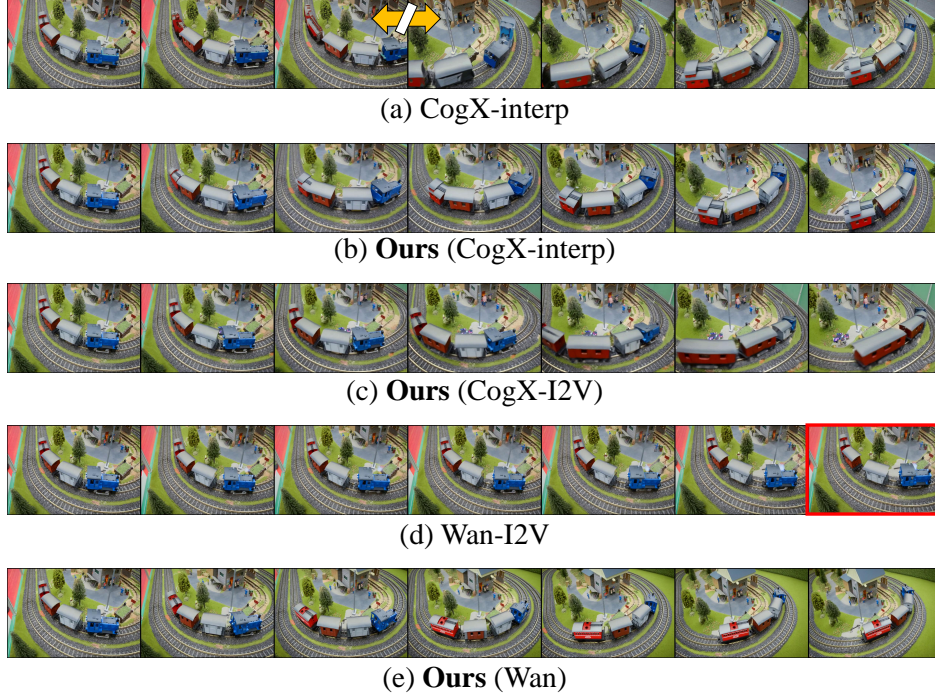 (a) CogX-interp
(b) Ours (CogX-interp)
(c) Ours (CogX-I2V)
(d) Wan-I2V
(e) Ours (Wan)